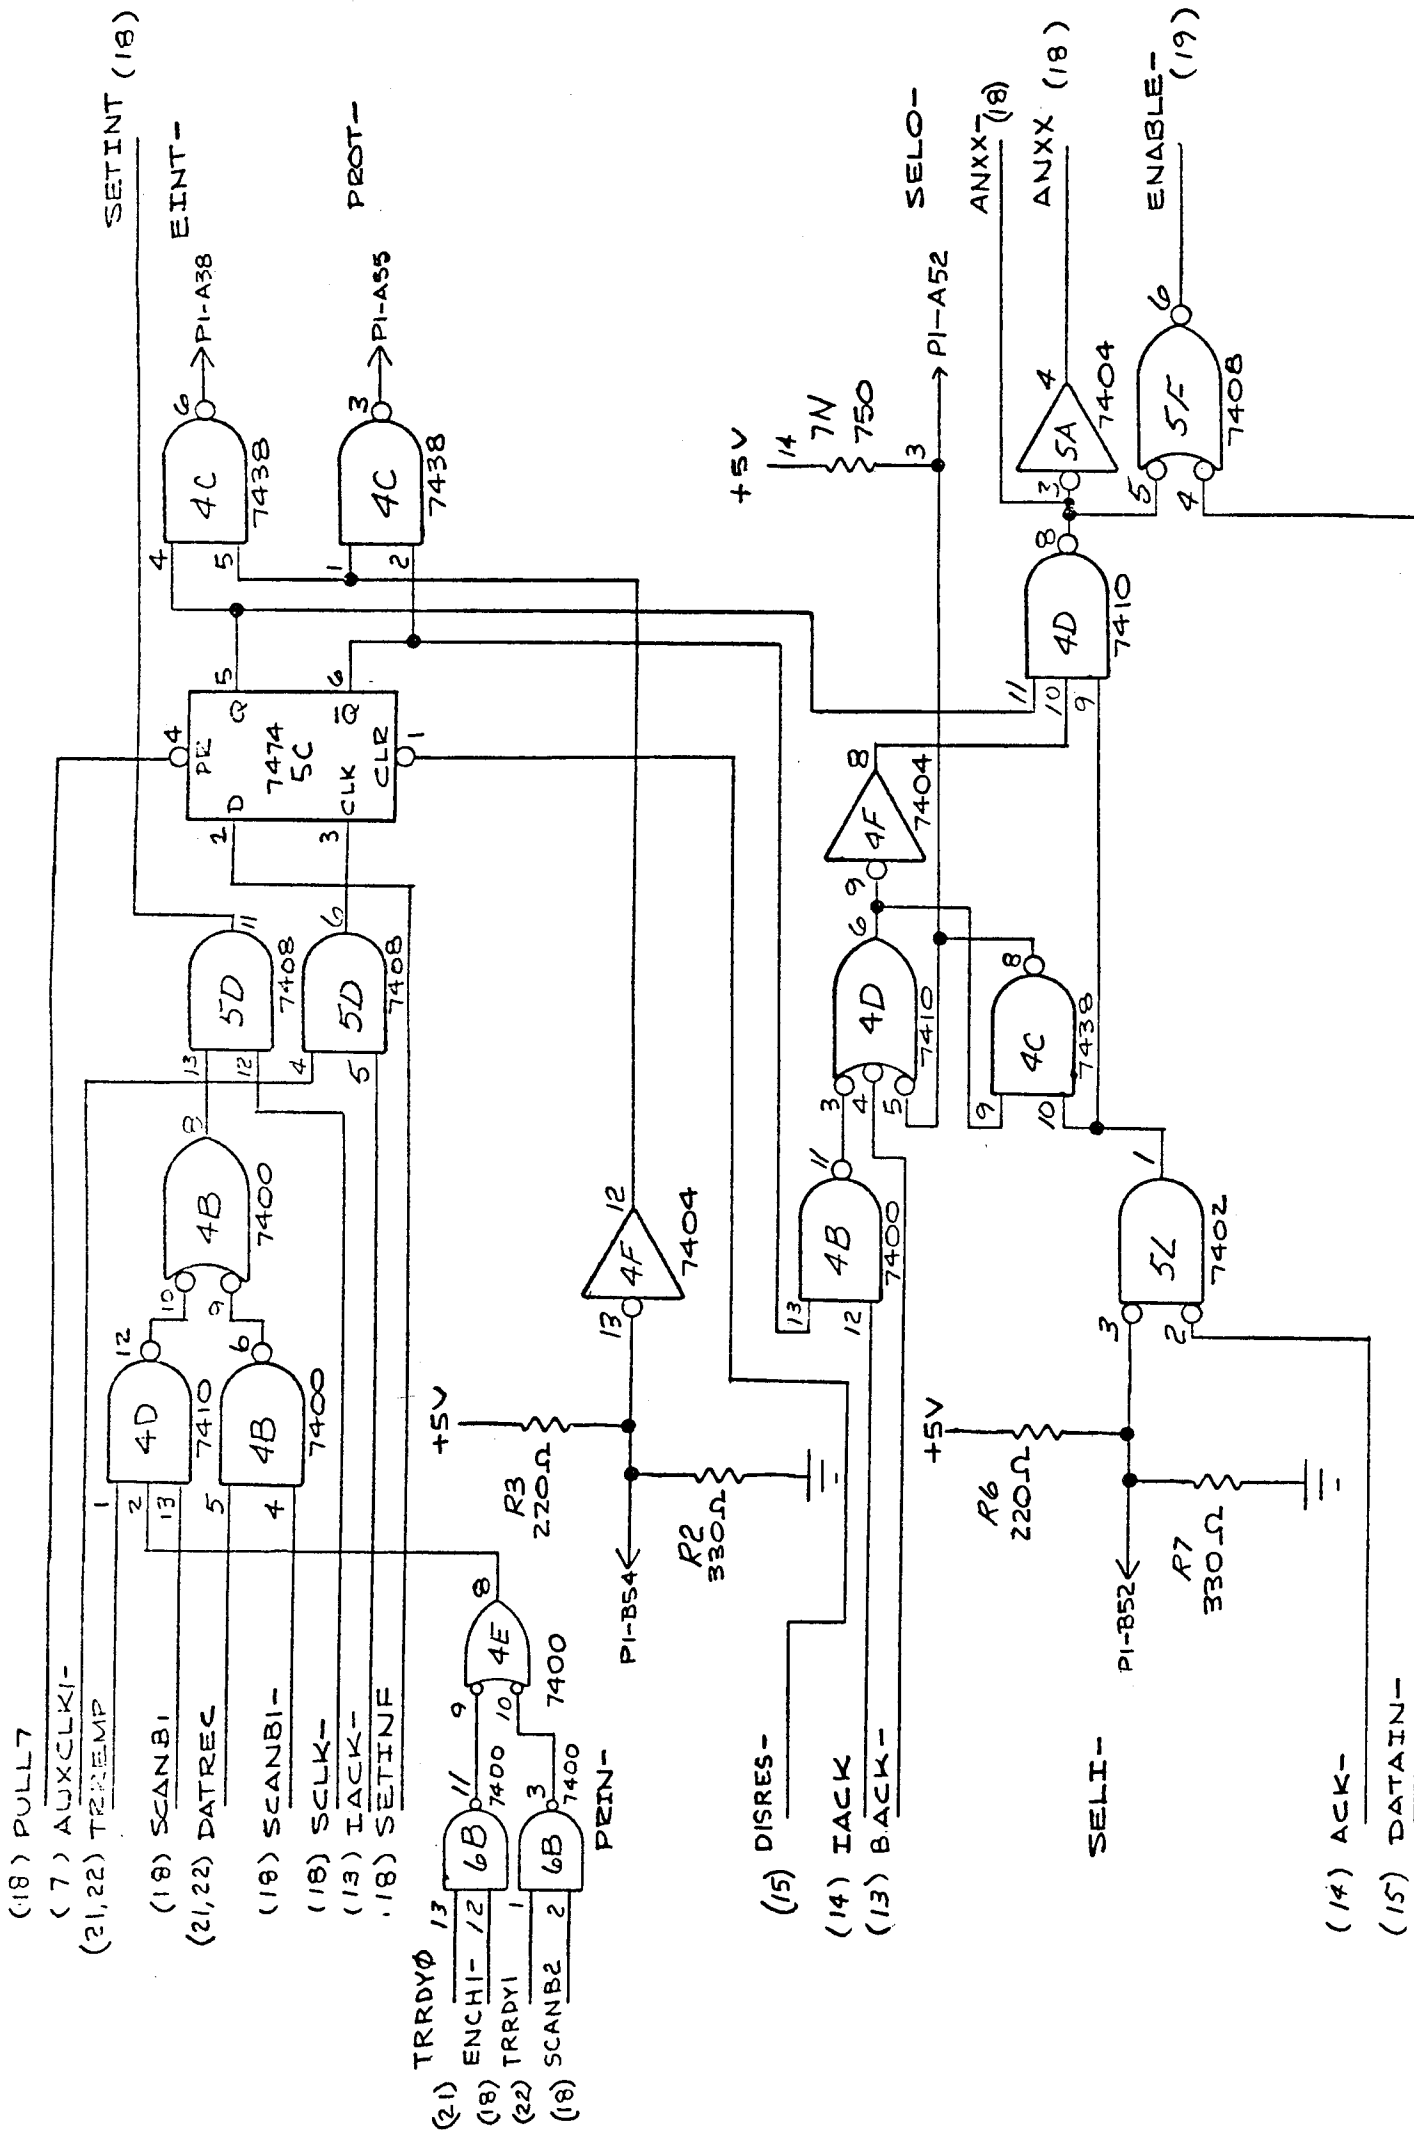 (18) PULL7
(7) AUXCLK1-
(21,22) TREMP
(18) SCANB1
(21,22) DATREC
(18) SCANB1-
(18) SCLK-
(13) IACK-
(18) SETINF
1
2
13
4D
7410
12
5
4
4B
7400
6
10
9
4B
7400
8
13
12
5D
7408
11
4
5
5D
7408
6
2
3
D
CLK
PR
CLR
7474
5C
Q
Q̅
4
1
5
6
4
5
4C
7438
6
P1-A38
1
2
4C
7438
3
P1-A35
SETINT (18)
EINT-
PROT-
(21) TRRDYØ
(18) ENCH1-
(22) TRRDY1
(18) SCANB2
13
12
6B
7400
11
1
2
6B
7400
3
9
10
4E
7400
8
PRIN-
P1-B54
+5V
R3
220Ω
R2
330Ω
13
4F
7404
12
(15) DISRES-
(14) IACK
(13) BACK-
13
12
4B
7400
11
3
4
5
4D
7410
6
9
4F
7404
8
9
10
4C
7438
8
+5V
14
7N
750
3
P1-A52
SELO-
11
10
9
4D
7410
8
3
5A
7404
4
ANXX- (18)
ANXX (18)
5
4
5F
7408
6
ENABLE- (19)
SELI-
P1-B52
+5V
R6
220Ω
R7
330Ω
3
2
5L
7402
1
(14) ACK-
(15) DATAIN-